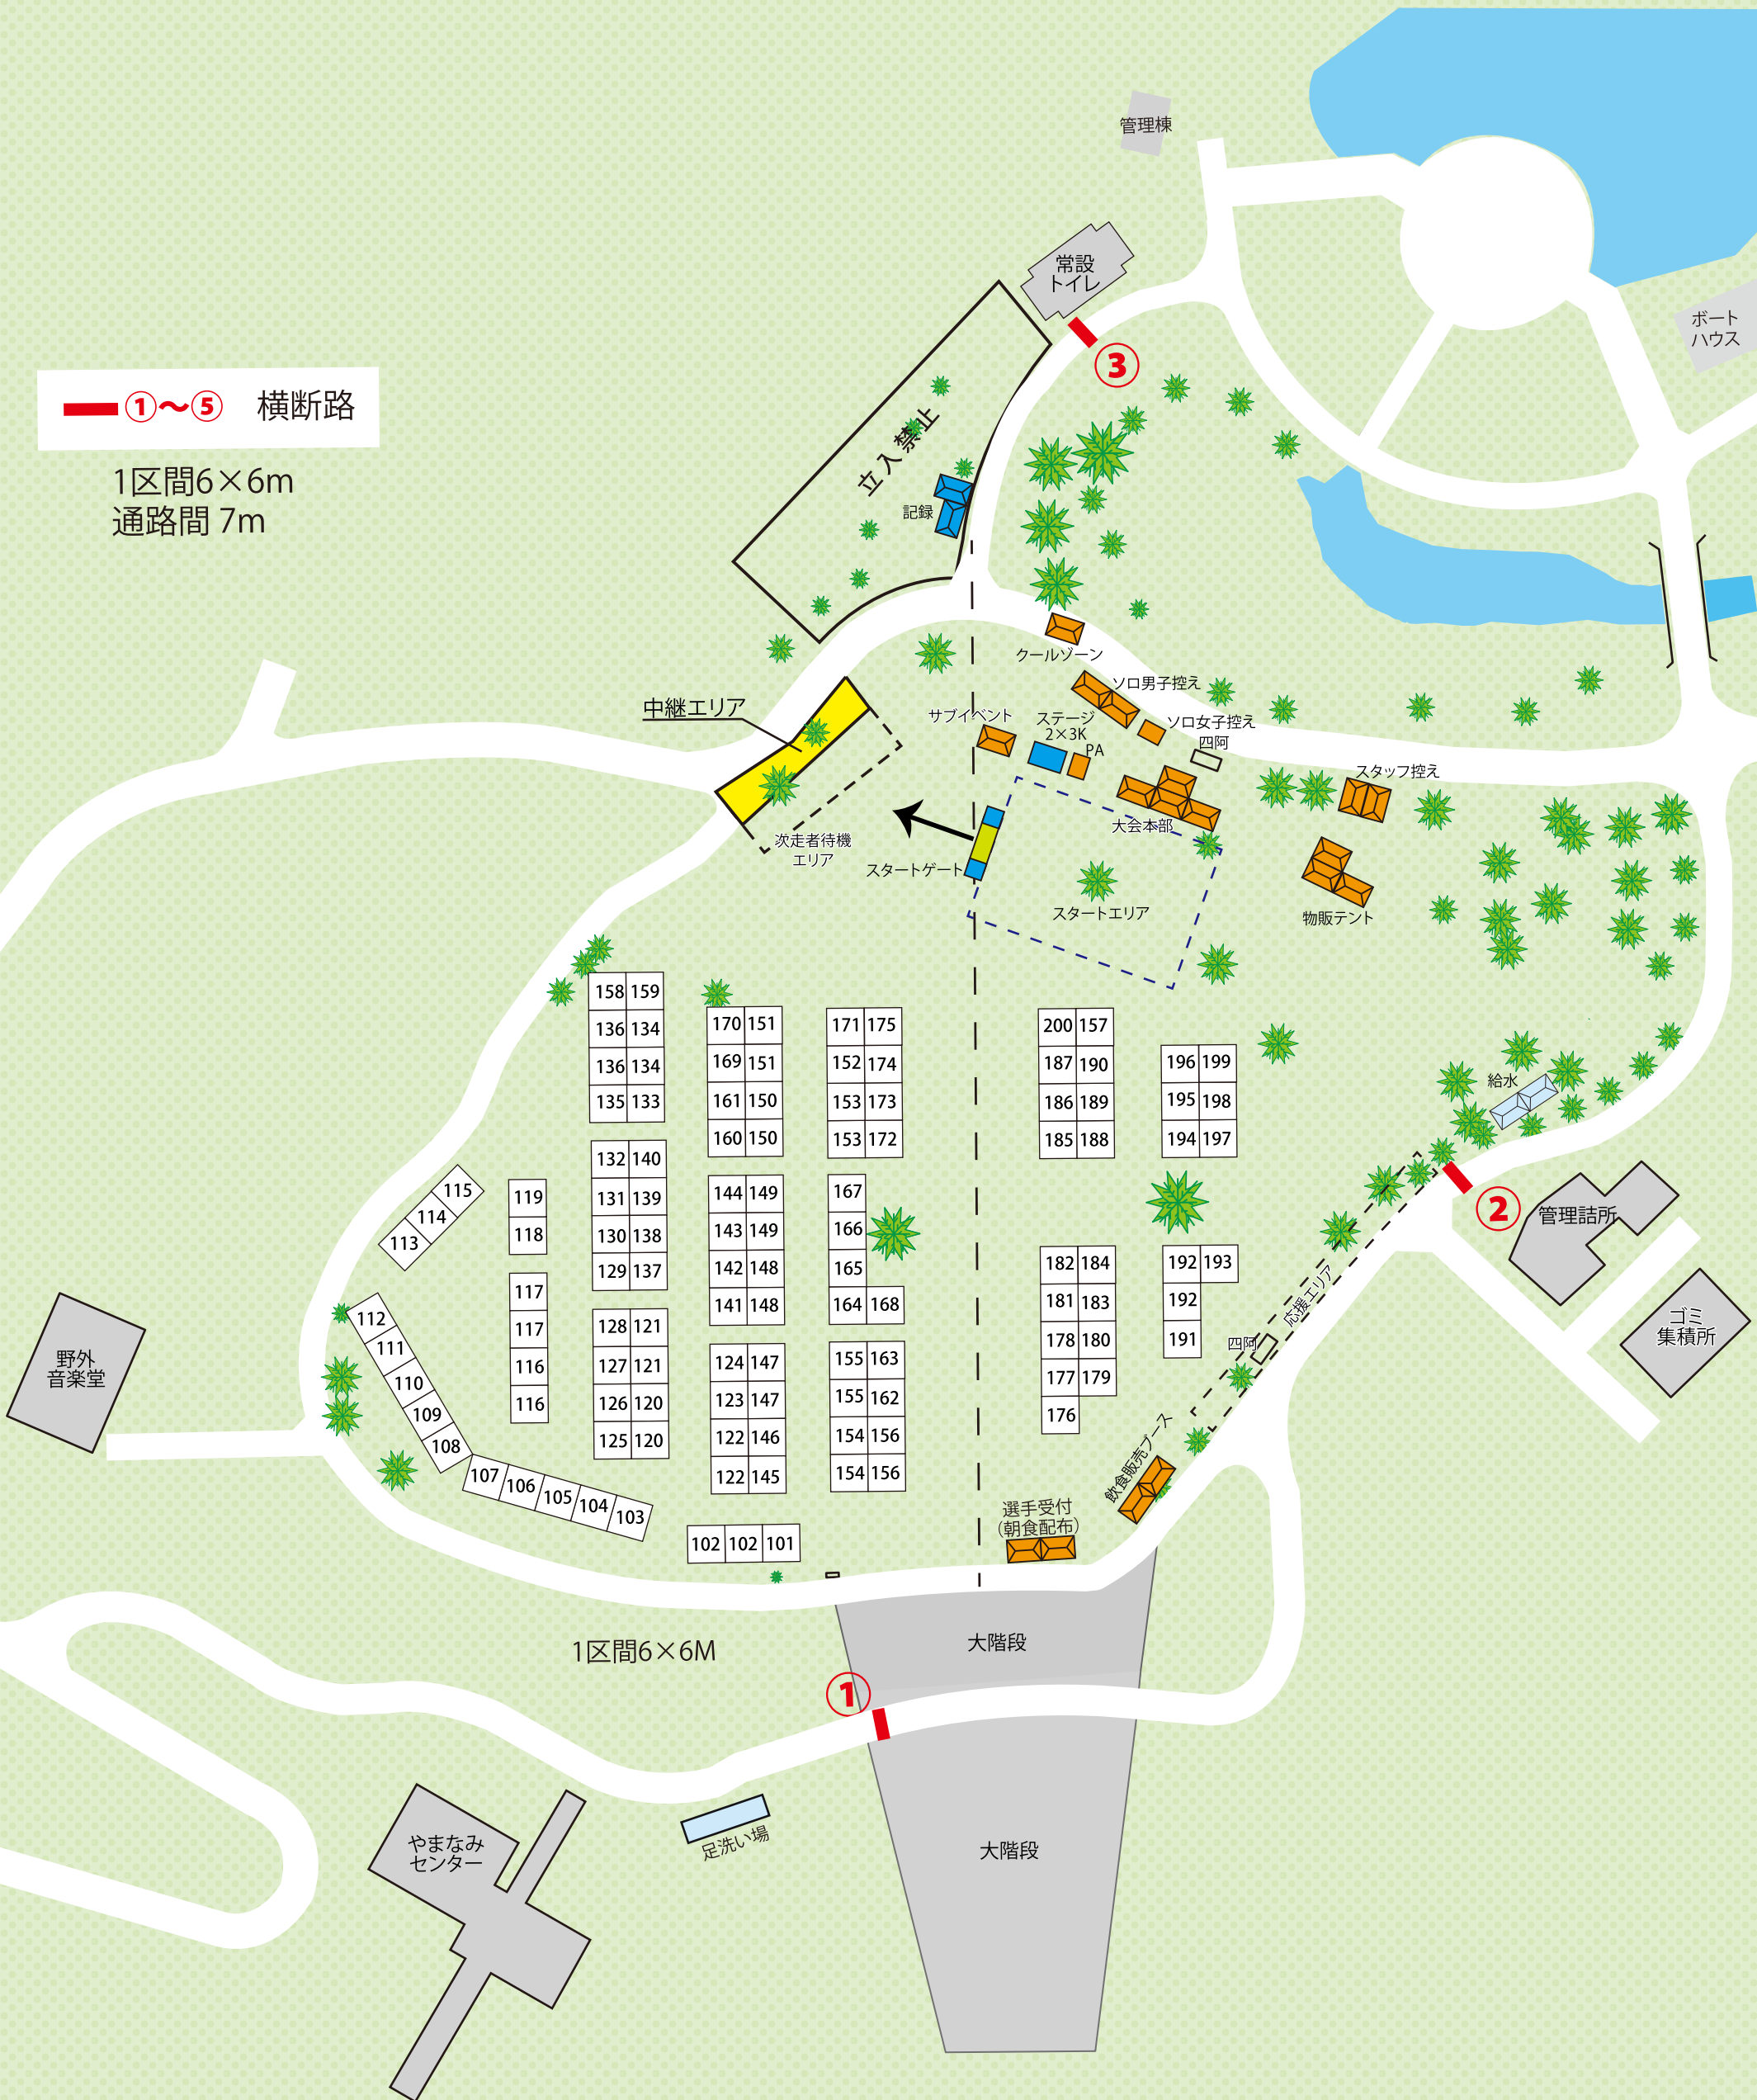 管理棟
常設
トイレ
ボート
ハウス
③
①〜⑤　横断路
1区間6×6m
通路間 7m
立入禁止
記録
クールゾーン
ソロ男子控え
中継エリア
サブイベント
ステージ
2×3K
PA
ソロ女子控え
四阿
スタッフ控え
大会本部
次走者待機
エリア
スタートゲート
スタートエリア
物販テント
158 159
136 134
136 134
135 133
170 151
169 151
161 150
160 150
171 175
152 174
153 173
153 172
200 157
187 190
186 189
185 188
196 199
195 198
194 197
給水
②
管理詰所
ゴミ
集積所
応援エリア
四阿
115
114
113
119
118
132 140
131 139
130 138
129 137
144 149
143 149
142 148
141 148
167
166
165
164 168
182 184
181 183
178 180
177 179
176
192 193
192
191
117
117
116
116
112
111
110
109
108
107 106 105 104 103
128 121
127 121
126 120
125 120
124 147
123 147
122 146
122 145
155 163
155 162
154 156
154 156
102 102 101
野外
音楽堂
飲食販売ブース
選手受付
（朝食配布）
大階段
1区間6×6M
①
大階段
足洗い場
やまなみ
センター